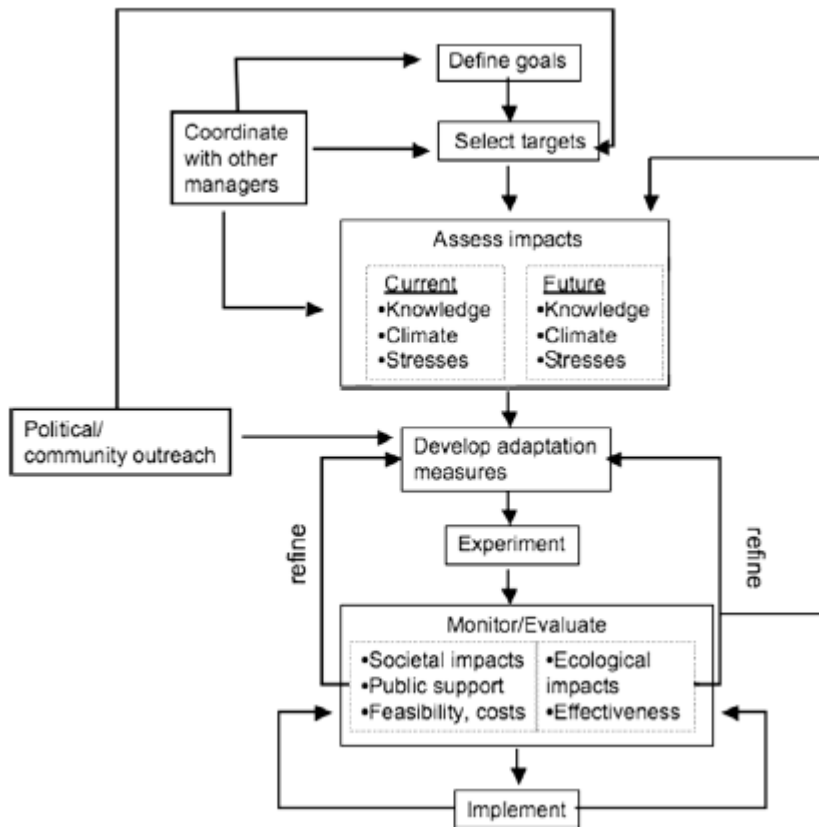 Define goals
Coordinate
with other
managers
Select targets
Assess impacts
Current
•Knowledge
•Climate
•Stresses
Future
•Knowledge
•Climate
•Stresses
Political/
community outreach
Develop adaptation
measures
refine
Experiment
refine
Monitor/Evaluate
•Societal impacts
•Public support
•Feasibility, costs
•Ecological
impacts
•Effectiveness
Implement